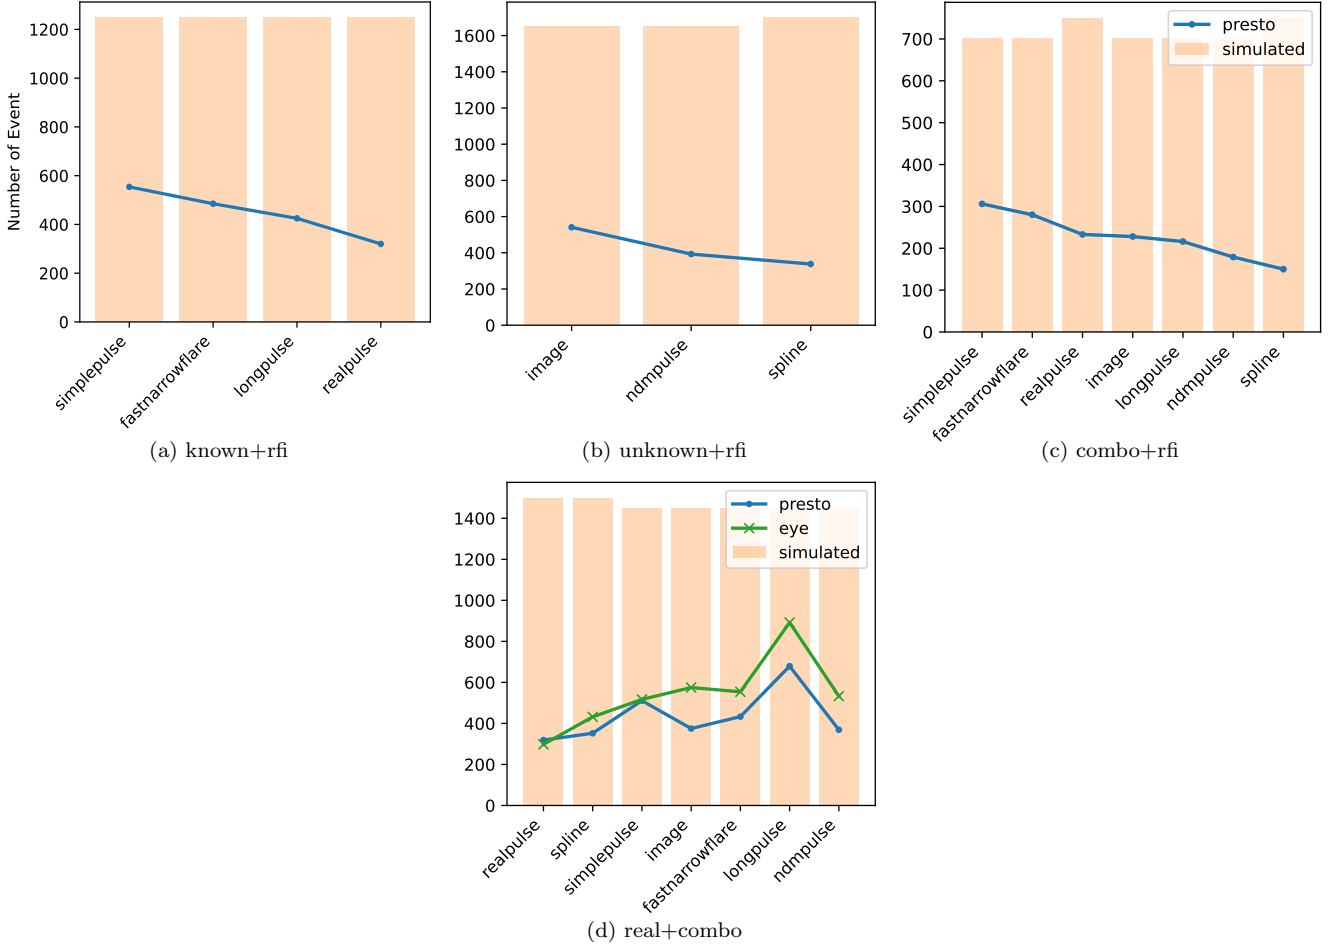 Number of Event
1200
1000
800
600
400
200
0
simplepulse
fastnarrowflare
longpulse
realpulse
(a) known+rfi
1600
1400
1200
1000
800
600
400
200
0
image
ndmpulse
spline
(b) unknown+rfi
presto
simulated
700
600
500
400
300
200
100
0
simplepulse
fastnarrowflare
realpulse
image
longpulse
ndmpulse
spline
(c) combo+rfi
presto
eye
simulated
1400
1200
1000
800
600
400
200
0
realpulse
spline
simplepulse
image
fastnarrowflare
longpulse
ndmpulse
(d) real+combo